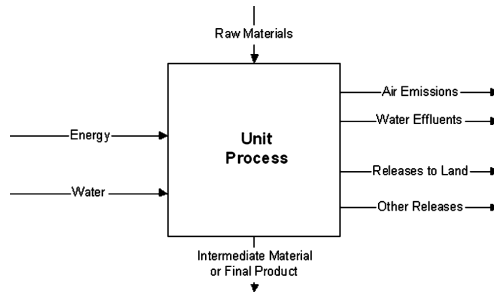 Raw Materials
Air Emissions
Water Effluents
Energy
Unit
Process
Releases to Land
Water
Other Releases
Intermediate Material
or Final Product